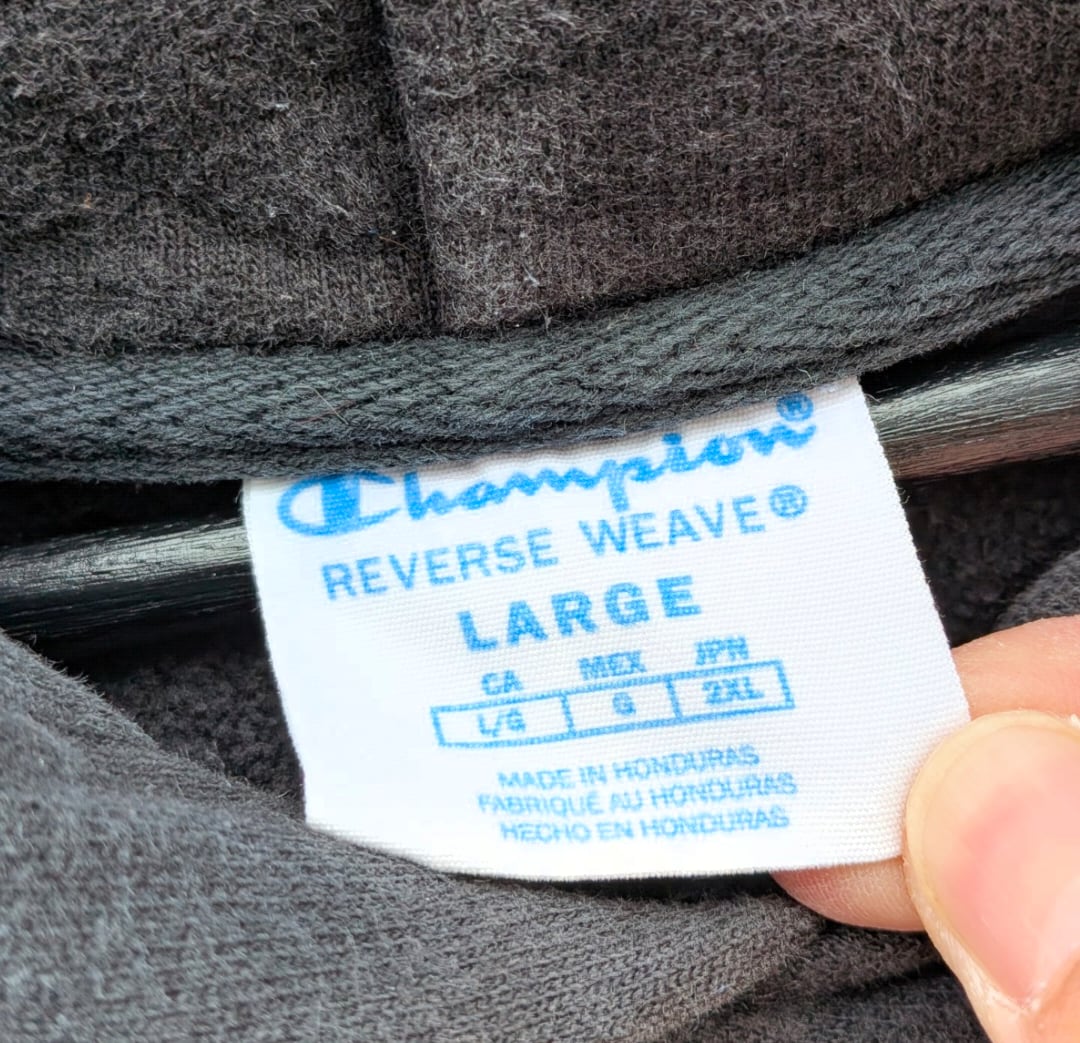 Champion®
REVERSE WEAVE®
LARGE
CA MEX JPN
L/G G 2XL
MADE IN HONDURAS
FABRIQUÉ AU HONDURAS
HECHO EN HONDURAS